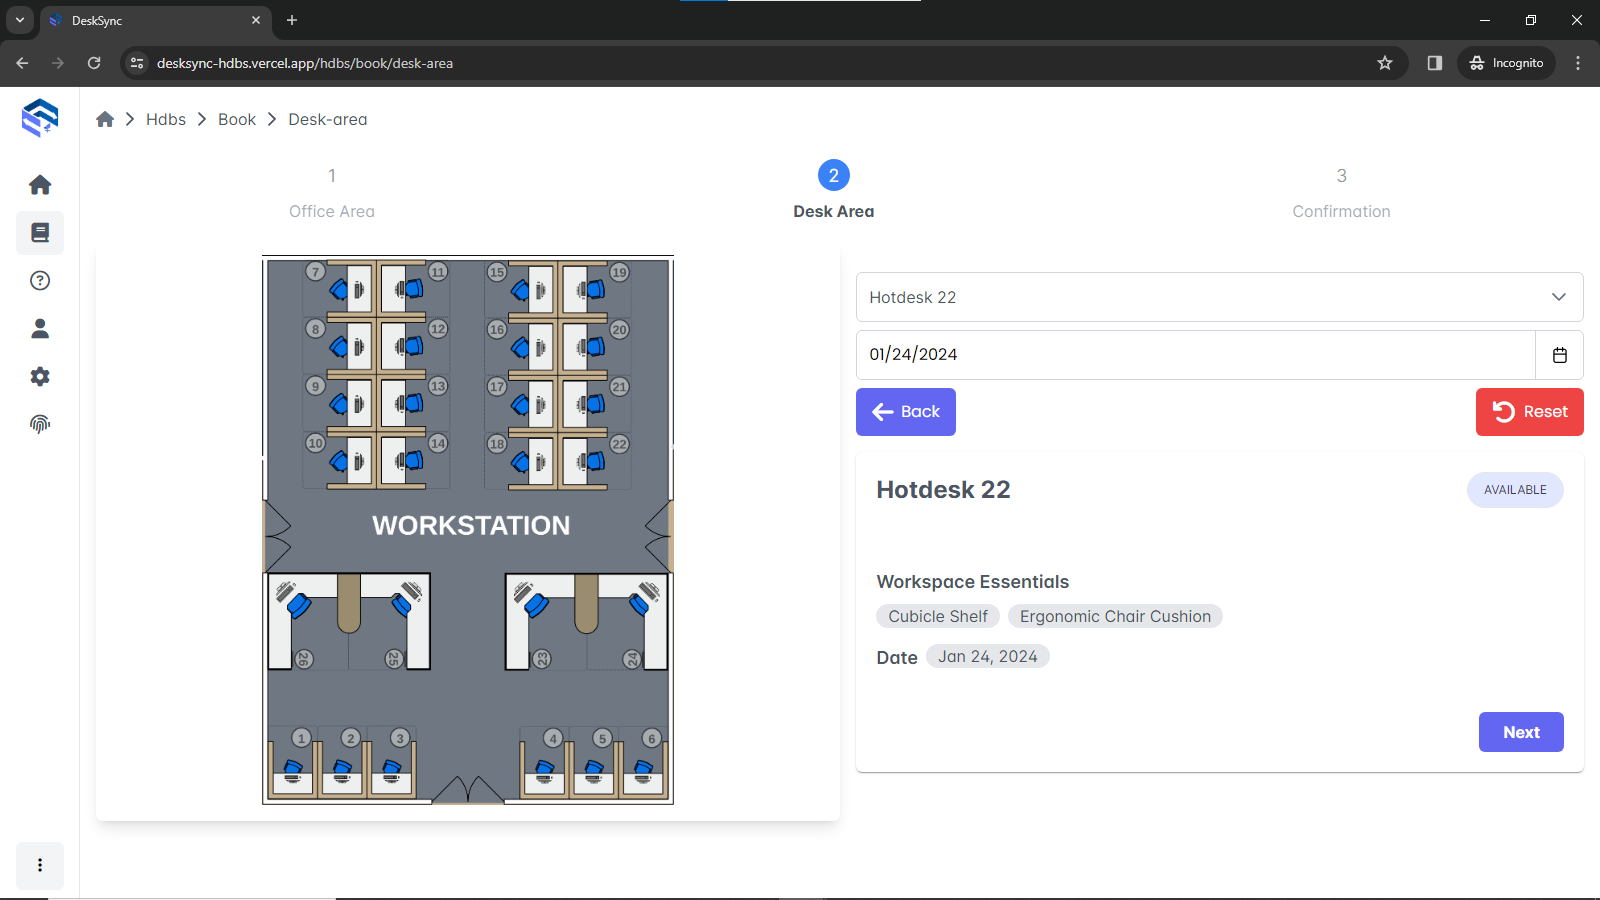 DeskSync
desksync-hdbs.vercel.app/hdbs/book/desk-area
Incognito
Hdbs
Book
Desk-area
1
Office Area
2
Desk Area
3
Confirmation
7
11
15
19
8
12
16
20
9
13
17
21
10
14
18
22
WORKSTATION
26
25
23
24
1
2
3
4
5
6
Hotdesk 22
01/24/2024
Back
Reset
Hotdesk 22
AVAILABLE
Workspace Essentials
Cubicle Shelf
Ergonomic Chair Cushion
Date
Jan 24, 2024
Next